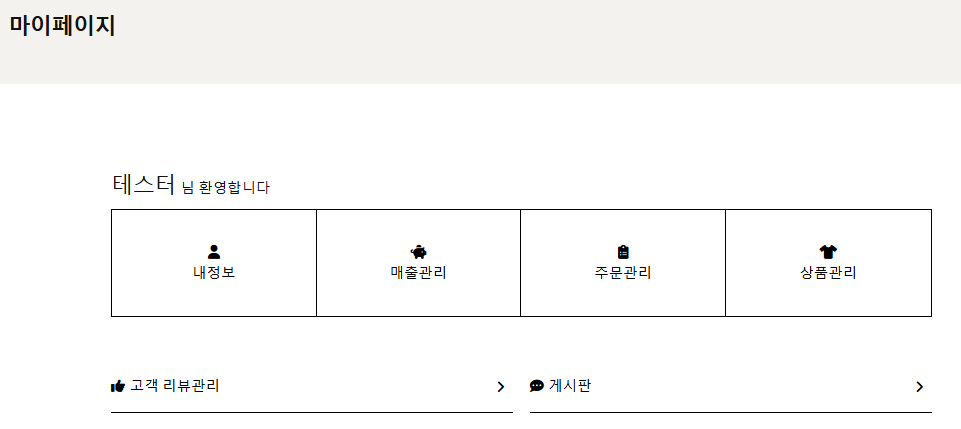 마이페이지
테스터 님 환영합니다
내정보 매출관리 주문관리 상품관리
고객 리뷰관리 게시판